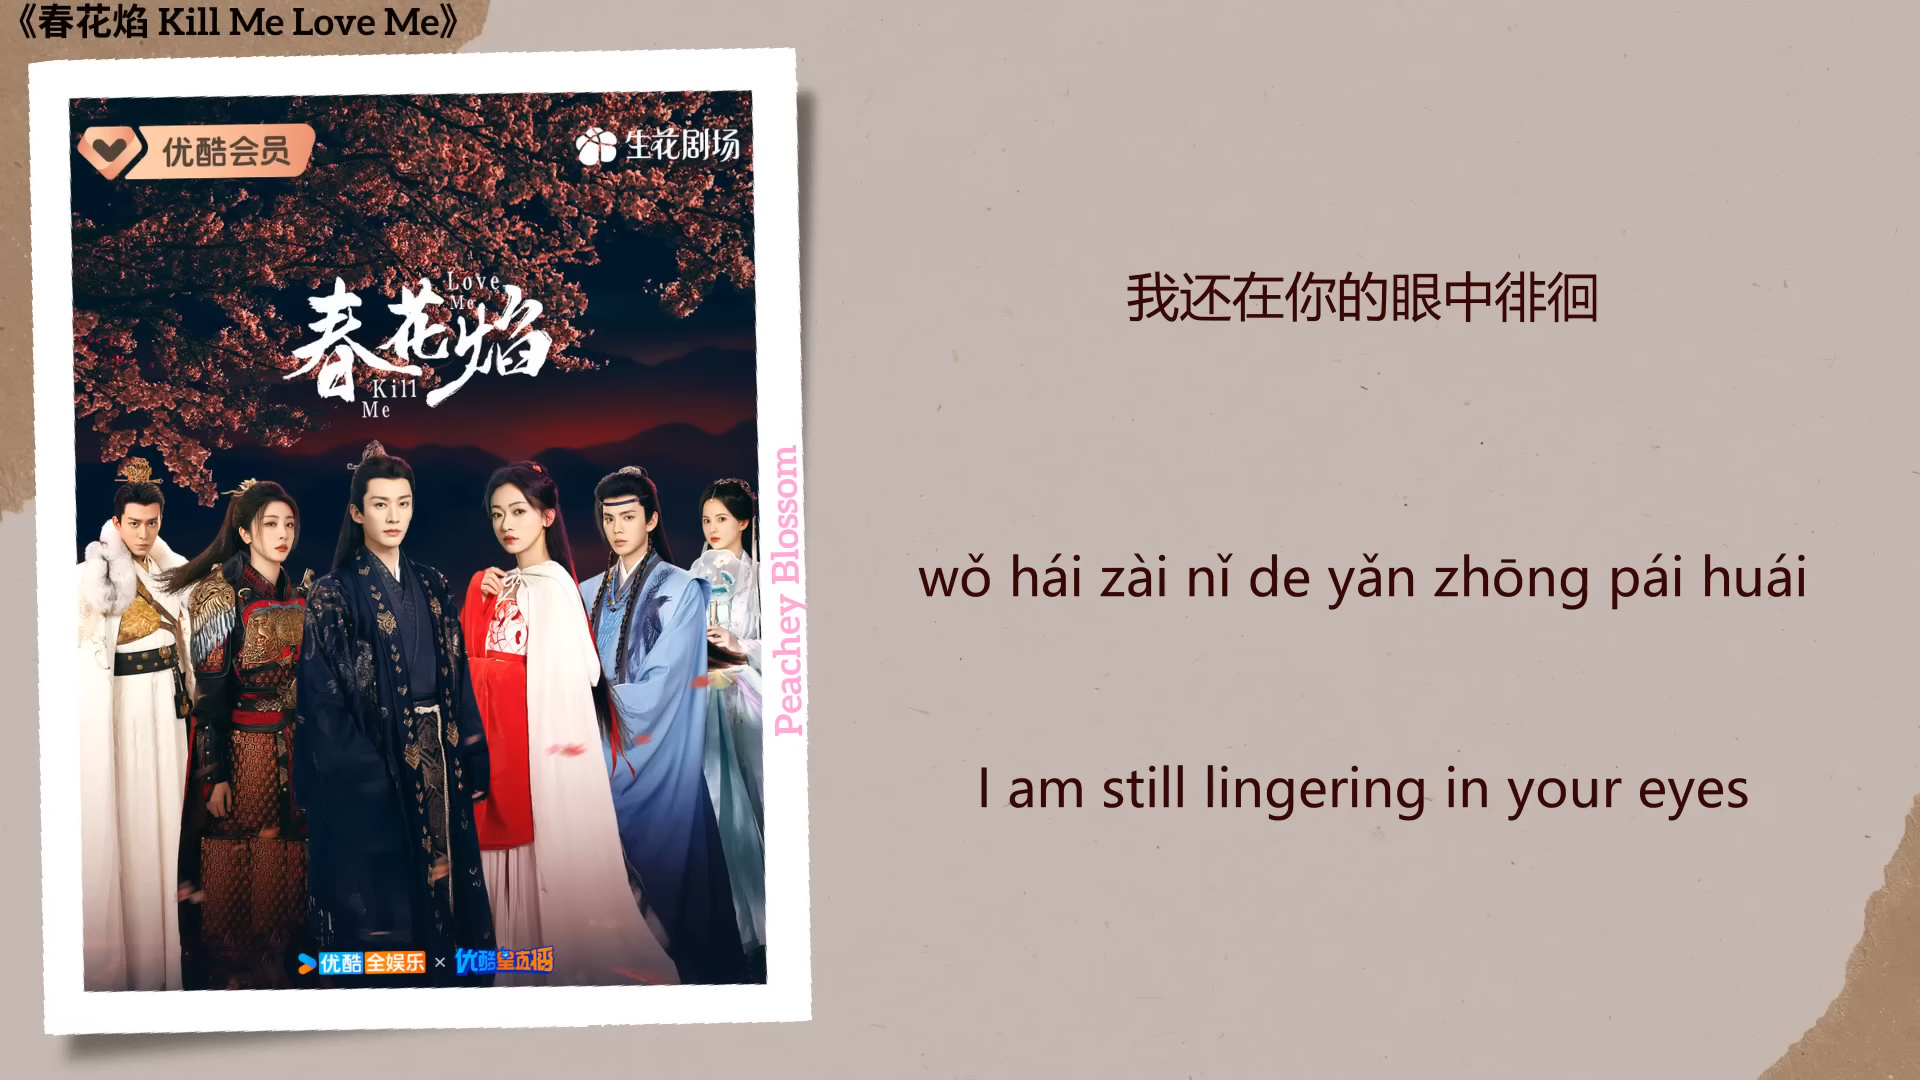 《春花焰 Kill Me Love Me》
优酷会员
生花剧场
Love
Me
春花焰
Kill
Me
Peachey Blossom
优酷全娱乐 × 优酷星直播
我还在你的眼中徘徊
wǒ hái zài nǐ de yǎn zhōng pái huái
I am still lingering in your eyes